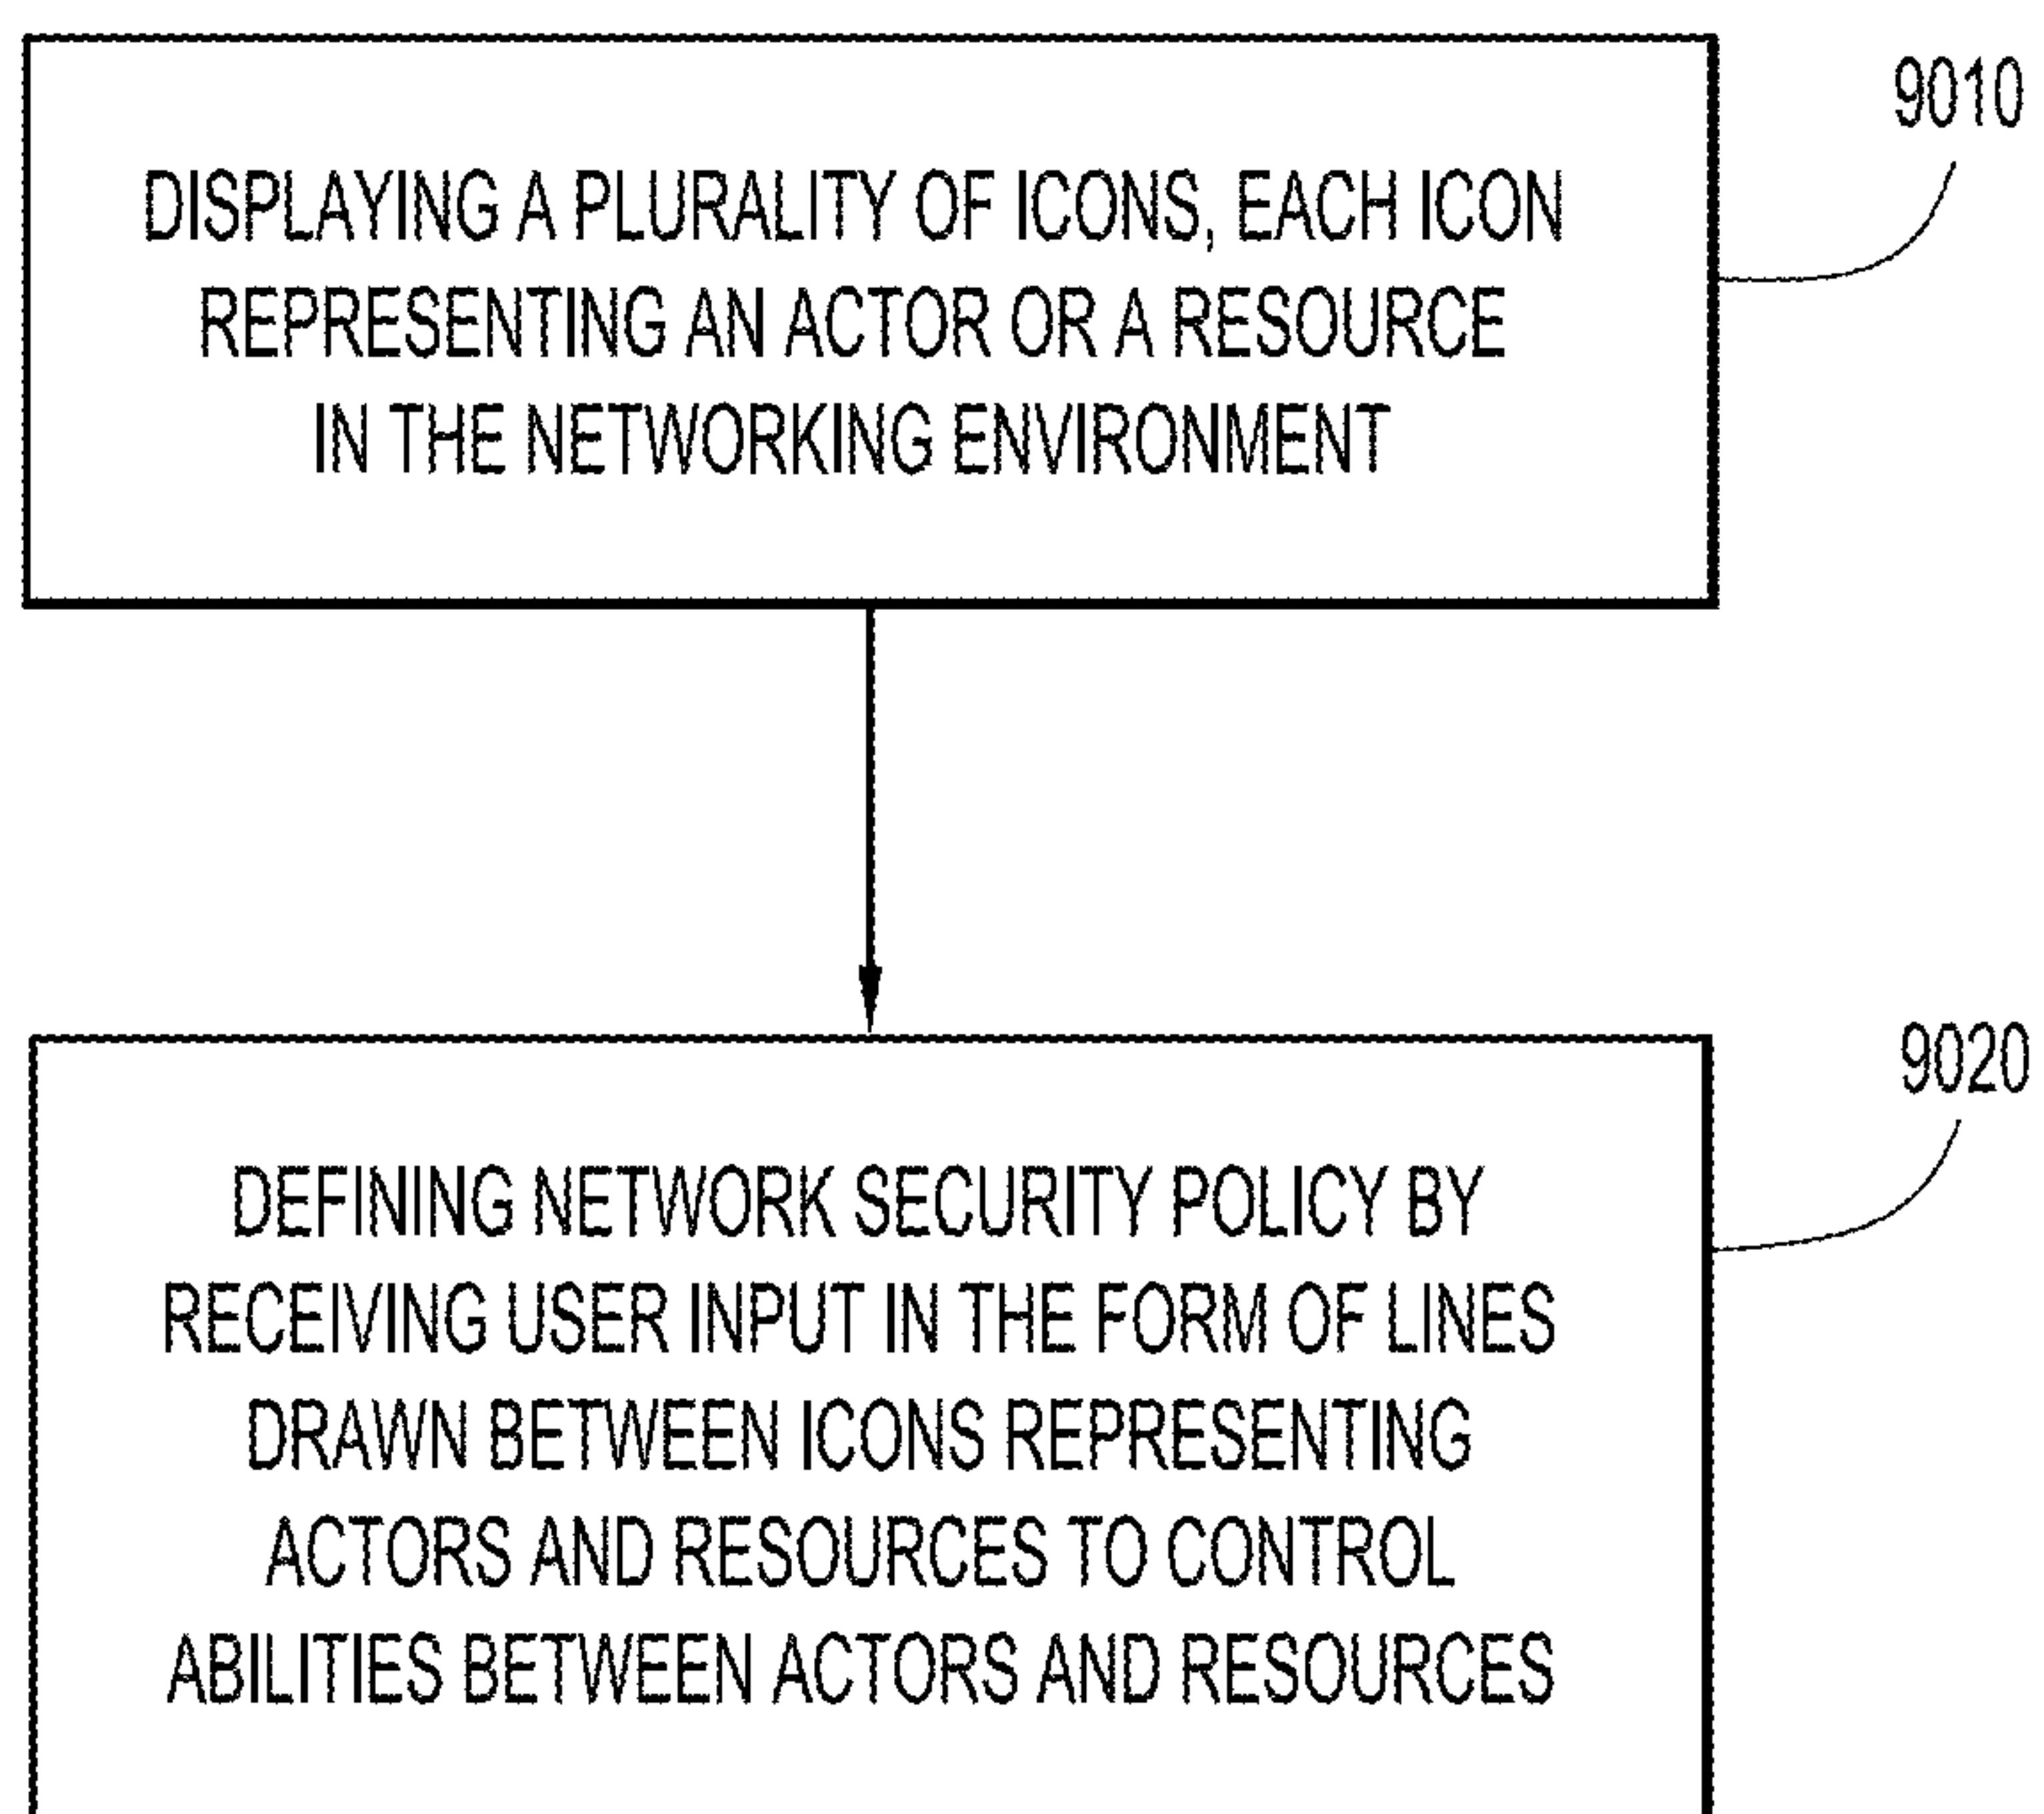 9010
DISPLAYING A PLURALITY OF ICONS, EACH ICON
REPRESENTING AN ACTOR OR A RESOURCE
IN THE NETWORKING ENVIRONMENT
9020
DEFINING NETWORK SECURITY POLICY BY
RECEIVING USER INPUT IN THE FORM OF LINES
DRAWN BETWEEN ICONS REPRESENTING
ACTORS AND RESOURCES TO CONTROL
ABILITIES BETWEEN ACTORS AND RESOURCES